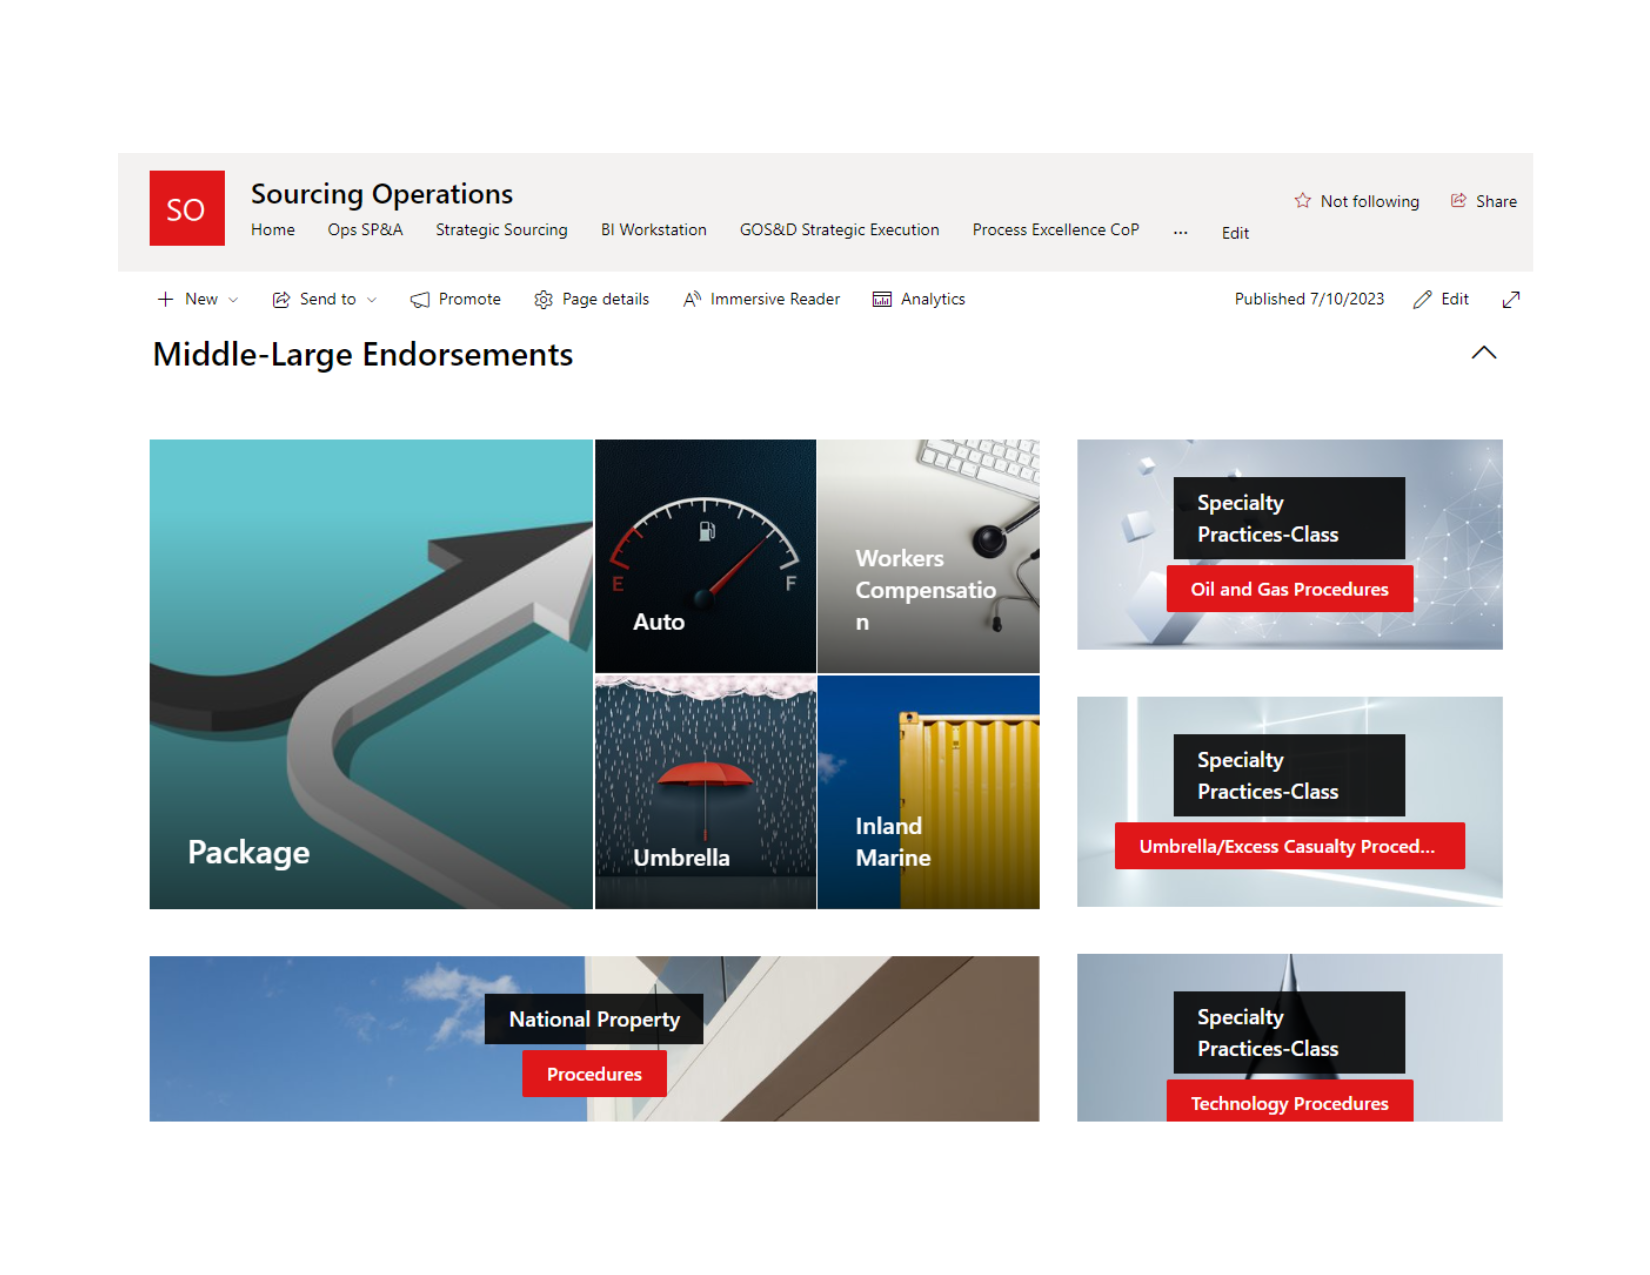 SO
Sourcing Operations
Home Ops SP&A Strategic Sourcing BI Workstation GOS&D Strategic Execution Process Excellence CoP ... Edit
Not following Share
New Send to Promote Page details Immersive Reader Analytics Published 7/10/2023 Edit
Middle-Large Endorsements
Package
E
F
Auto
Workers
Compensatio
n
Umbrella
Inland
Marine
National Property
Procedures
Specialty
Practices-Class
Oil and Gas Procedures
Specialty
Practices-Class
Umbrella/Excess Casualty Proced...
Specialty
Practices-Class
Technology Procedures